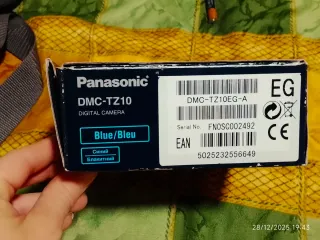 Panasonic
DMC-TZ10
DIGITAL CAMERA
Blue/Bleu
Синий
Блакитний
EG
DMC-TZ10EG-A
Serial No. FN0SC002492
EAN
5025232556649
CE
28/12/2025 19:43